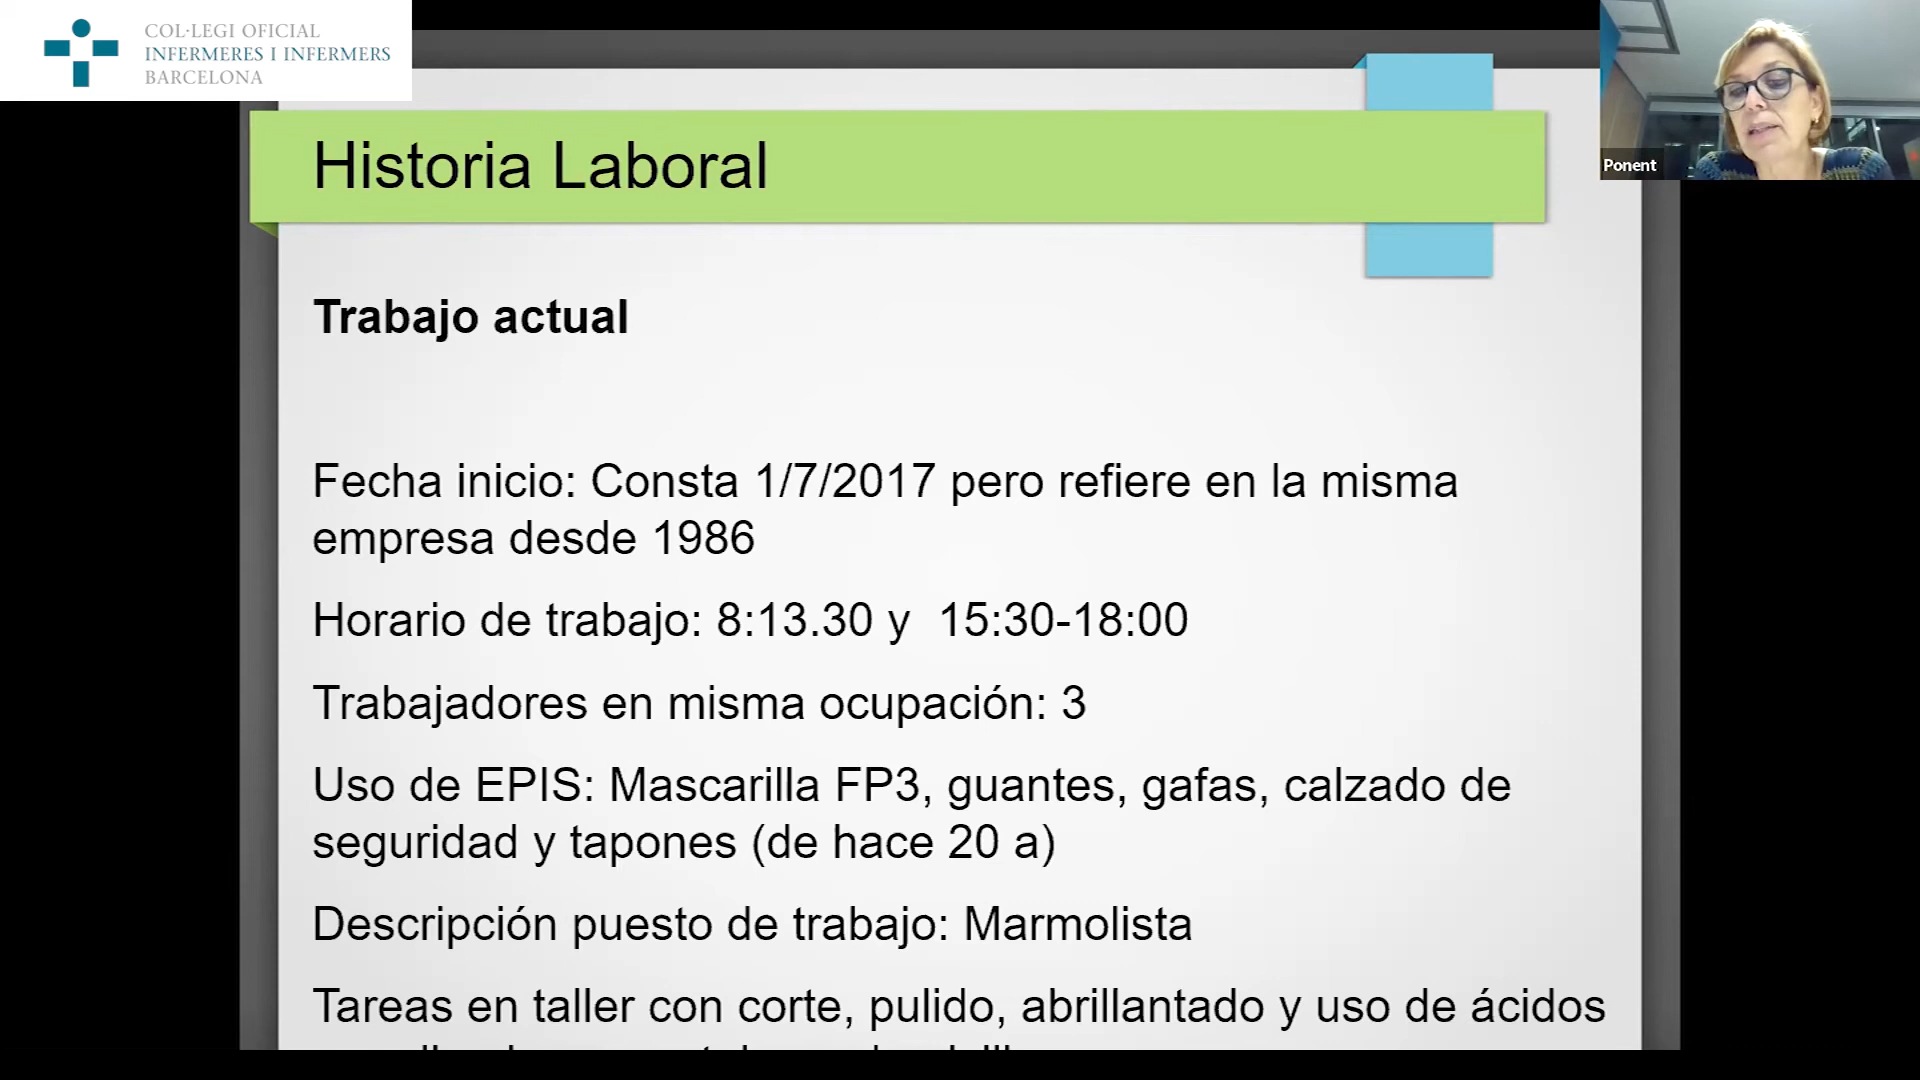 COL·LEGI OFICIAL
INFERMERES I INFERMERS
BARCELONA
Ponent
Historia Laboral
Trabajo actual
Fecha inicio: Consta 1/7/2017 pero refiere en la misma
empresa desde 1986
Horario de trabajo: 8:13.30 y  15:30-18:00
Trabajadores en misma ocupación: 3
Uso de EPIS: Mascarilla FP3, guantes, gafas, calzado de
seguridad y tapones (de hace 20 a)
Descripción puesto de trabajo: Marmolista
Tareas en taller con corte, pulido, abrillantado y uso de ácidos